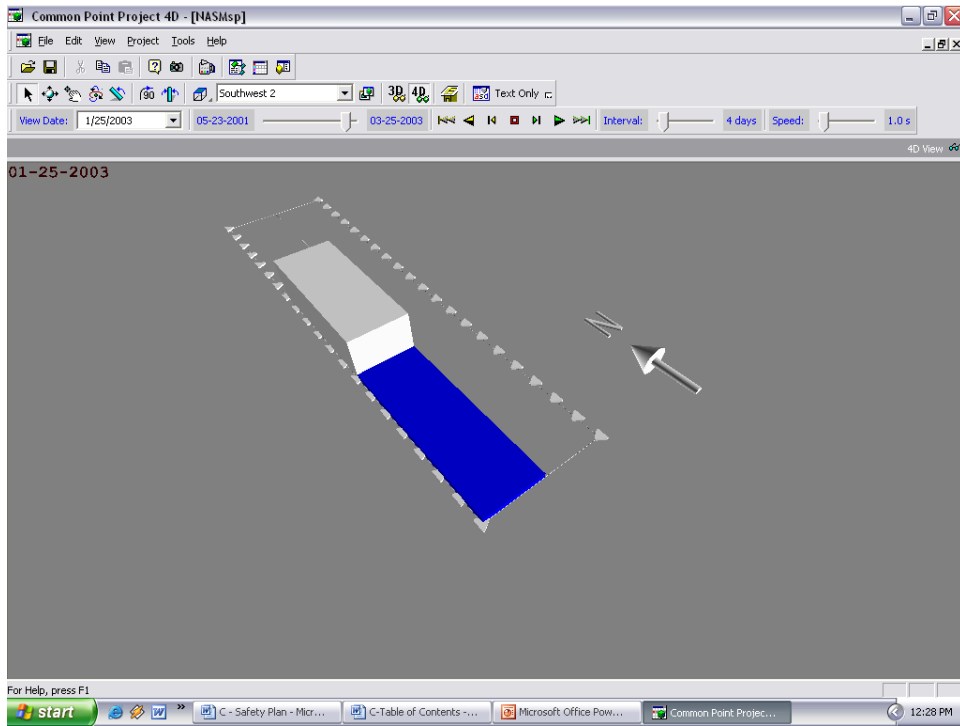 Common Point Project 4D - [NASMsp]
File Edit View Project Tools Help
Southwest 2 3D 4D Text Only
View Date: 1/25/2003 05-23-2001 03-25-2003 Interval: 4 days Speed: 1.0 s
4D View
01-25-2003
N
For Help, press F1
start C - Safety Plan - Micr... C-Table of Contents -... Microsoft Office Pow... Common Point Projec... 12:28 PM